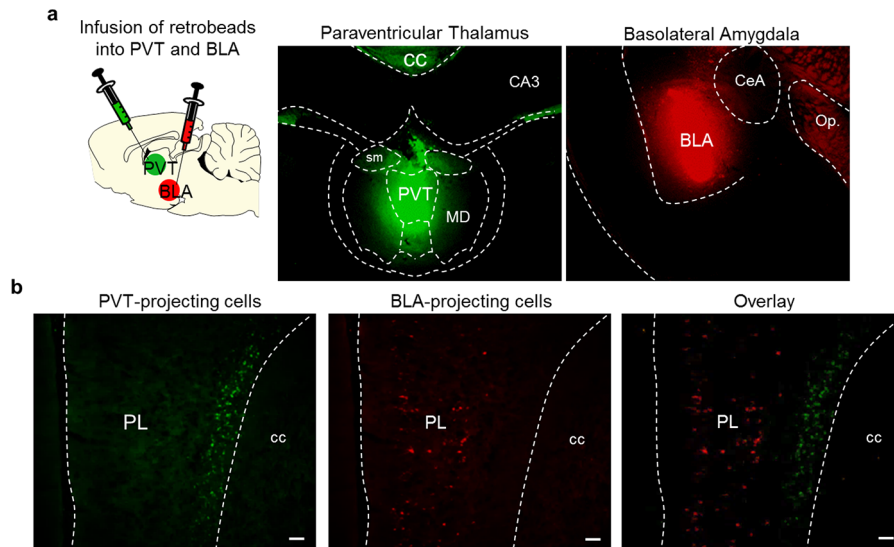 a
Infusion of retrobeads
into PVT and BLA
PVT
BLA
Paraventricular Thalamus
CC
CA3
sm
PVT
MD
Basolateral Amygdala
CeA
BLA
Op.
b
PVT-projecting cells
PL
cc
BLA-projecting cells
PL
cc
Overlay
PL
cc